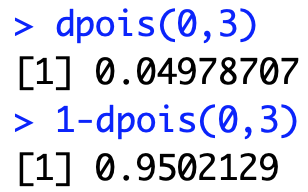 > dpois(0,3)
[1] 0.04978707
> 1-dpois(0,3)
[1] 0.9502129